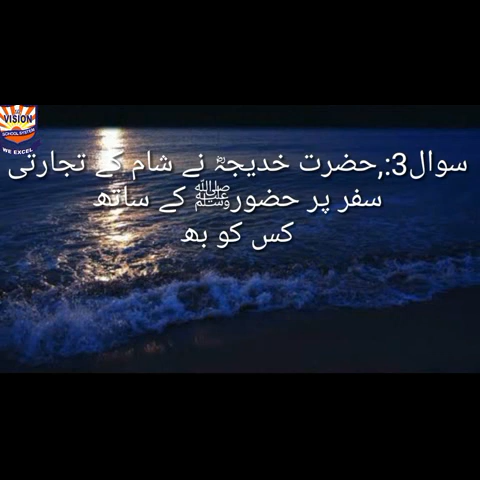 VISION
SCHOOL SYSTEM
WE EXCEL
سوال3:,حضرت خدیجہؓ نے شام کے تجارتی
سفر پر حضورﷺ کے ساتھ
کس کو بھ